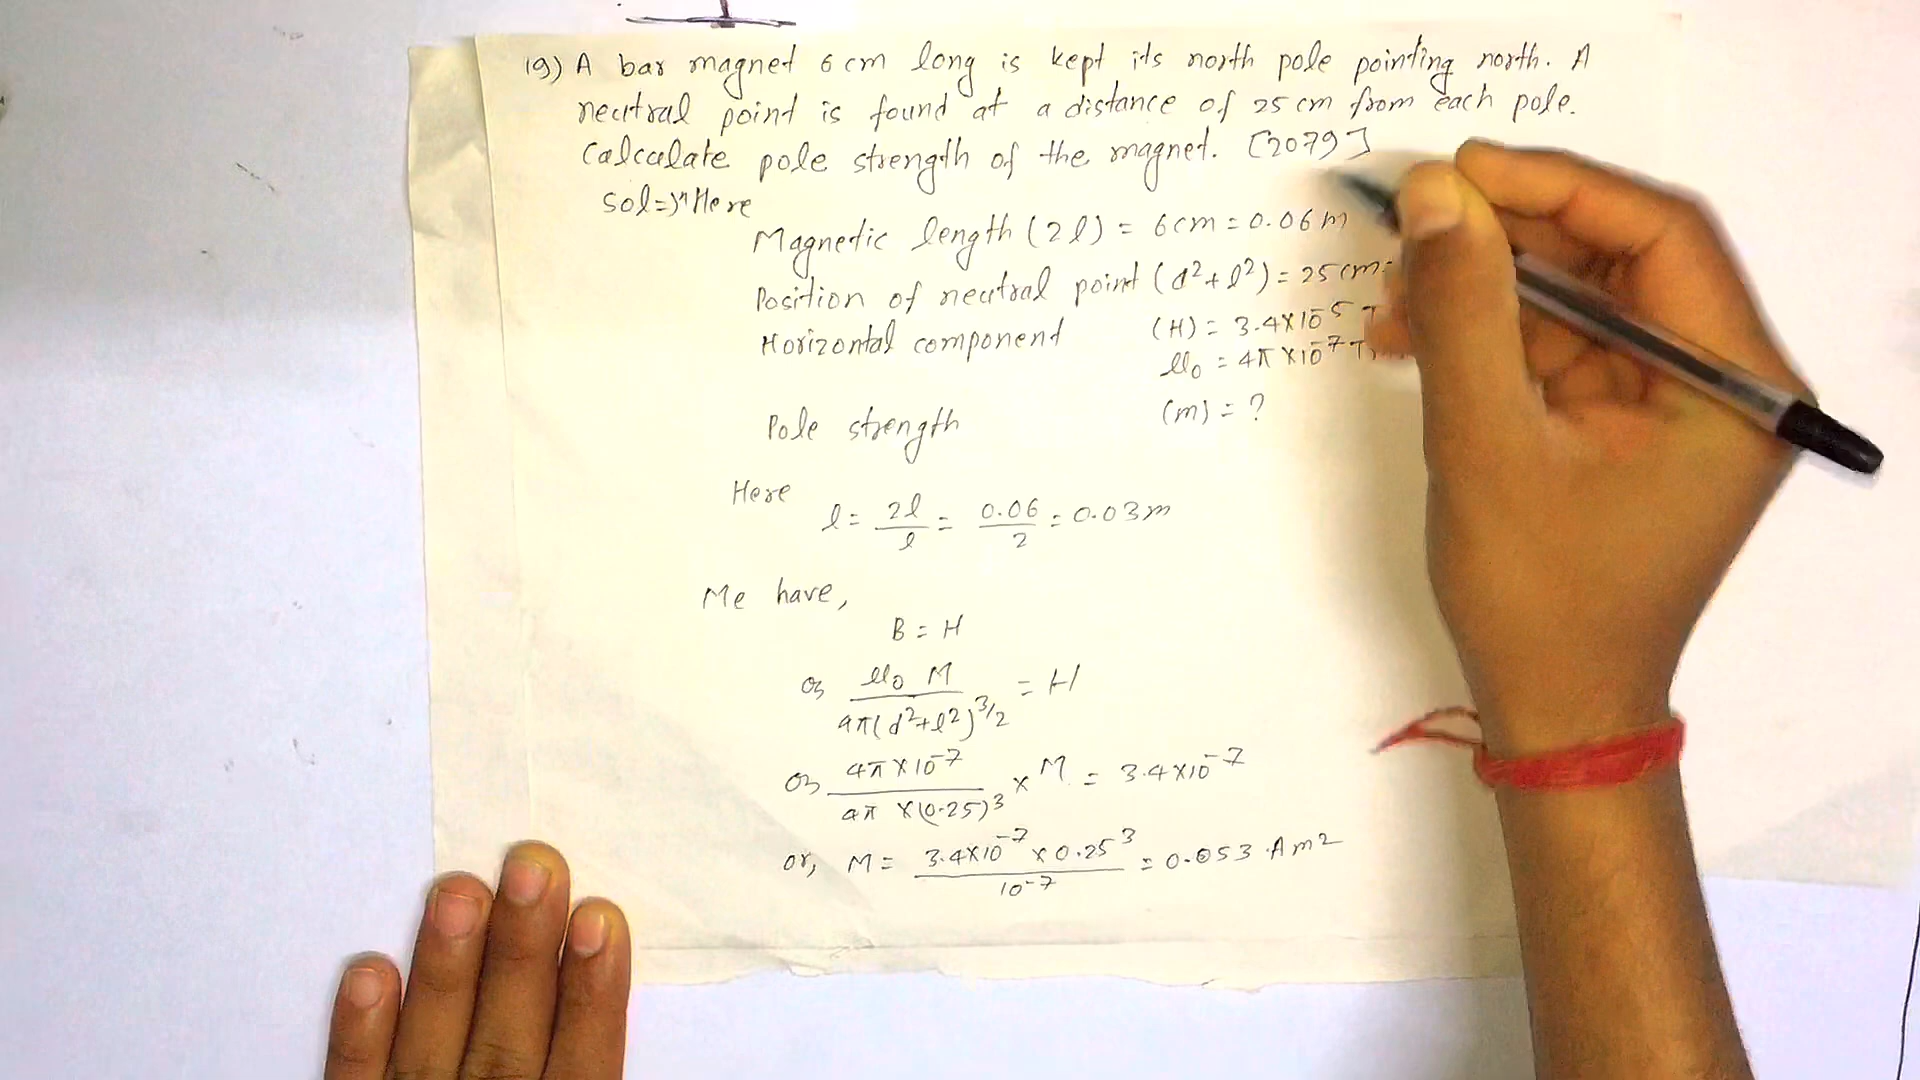 19) A bar magnet 6 cm long is kept its north pole pointing north. A
neutral point is found at a distance of 25 cm from each pole.
Calculate pole strength of the magnet. [2079]
Sol=)ⁿ Here
Magnetic length (2l) = 6cm = 0.06 m
Position of neutral point (d²+l²) = 25 cm =
Horizontal component (H) = 3.4×10⁻⁵ T
μ₀ = 4π×10⁻⁷ T
Pole strength (m) = ?
Here
l = 2l/l = 0.06/2 = 0.03m
We have,
B = H
or μ₀ M / 4π(d²+l²)^3/2 = H
or 4π×10⁻⁷ / 4π×(0.25)³ × M = 3.4×10⁻⁷
or, M = 3.4×10⁻⁷ × 0.25³ / 10⁻⁷ = 0.053 Am²